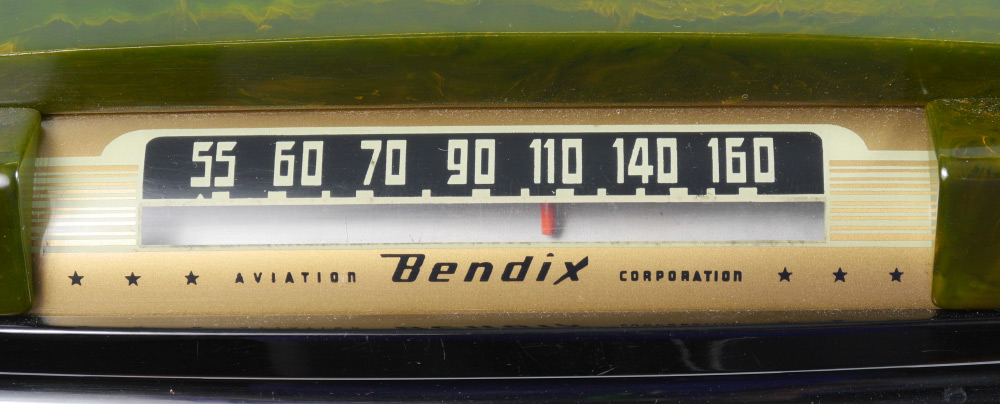 55 60 70 90 110 140 160
AVIATION Bendix CORPORATION